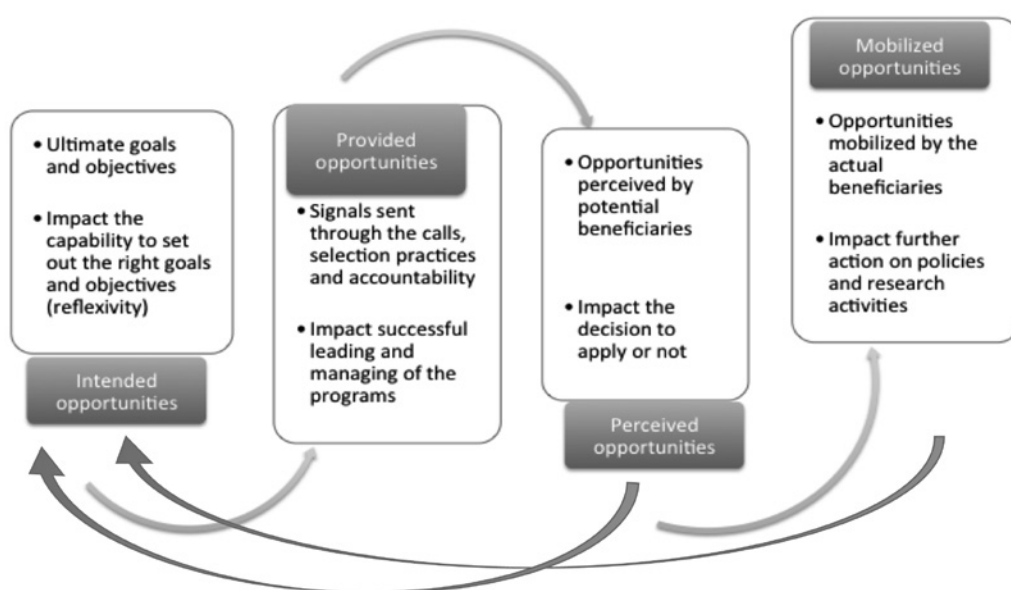 • Ultimate goals
and objectives
• Impact the
capability to set
out the right goals
and objectives
(reflexivity)
Intended
opportunities
Provided
opportunities
• Signals sent
through the calls,
selection practices
and accountability
• Impact successful
leading and
managing of the
programs
• Opportunities
perceived by
potential
beneficiaries
• Impact the
decision to
apply or not
Perceived
opportunities
Mobilized
opportunities
• Opportunities
mobilized by the
actual
beneficiaries
• Impact further
action on policies
and research
activities